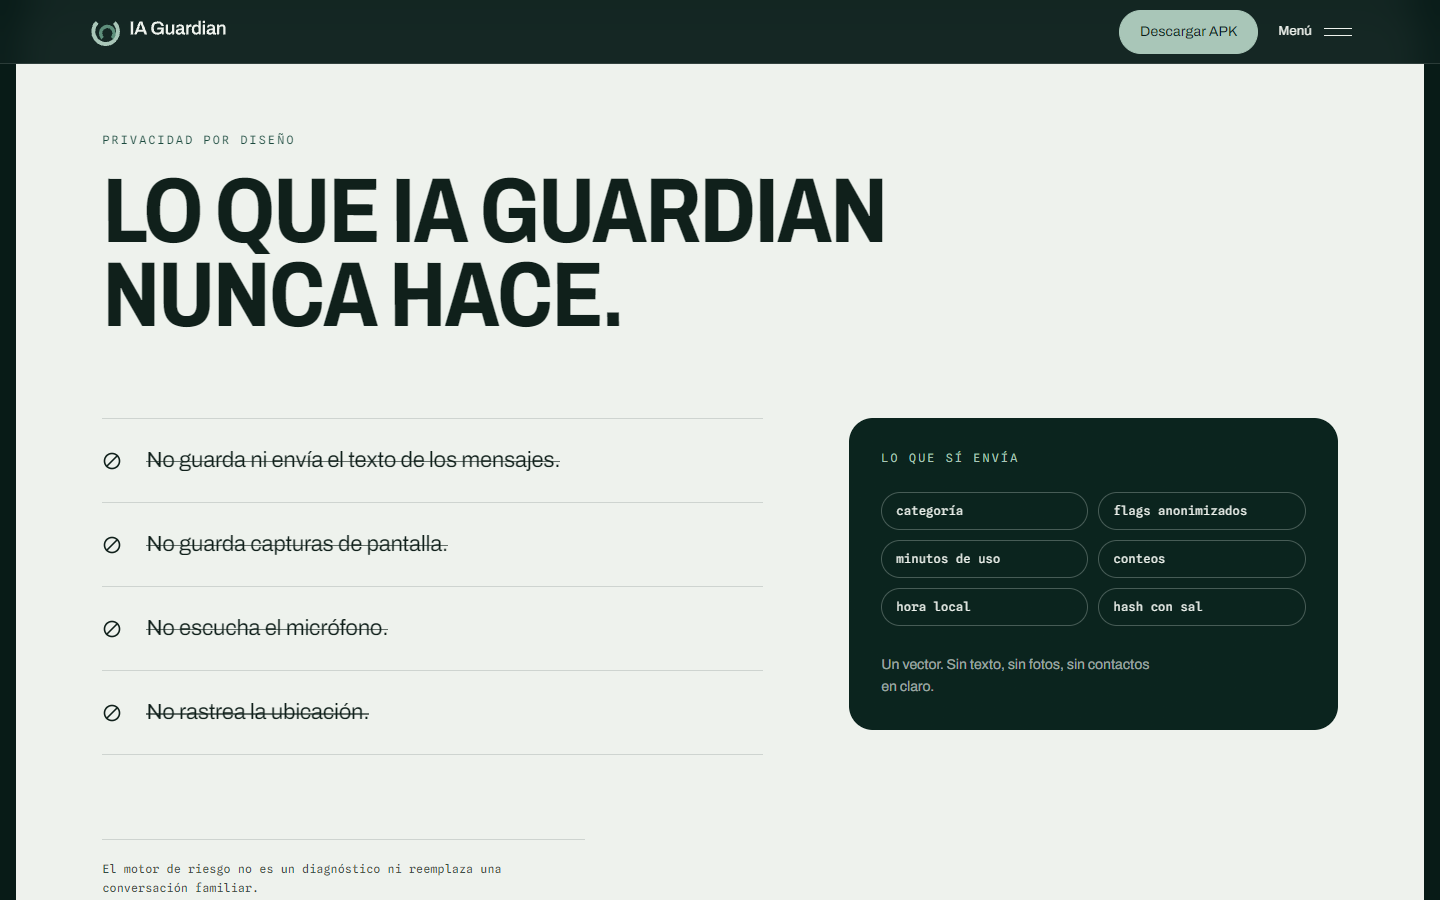 IA Guardian
Descargar APK
Menú
PRIVACIDAD POR DISEÑO
LO QUE IA GUARDIAN
NUNCA HACE.
No guarda ni envía el texto de los mensajes.
No guarda capturas de pantalla.
No escucha el micrófono.
No rastrea la ubicación.
LO QUE SÍ ENVÍA
categoría
flags anonimizados
minutos de uso
conteos
hora local
hash con sal
Un vector. Sin texto, sin fotos, sin contactos
en claro.
El motor de riesgo no es un diagnóstico ni reemplaza una
conversación familiar.